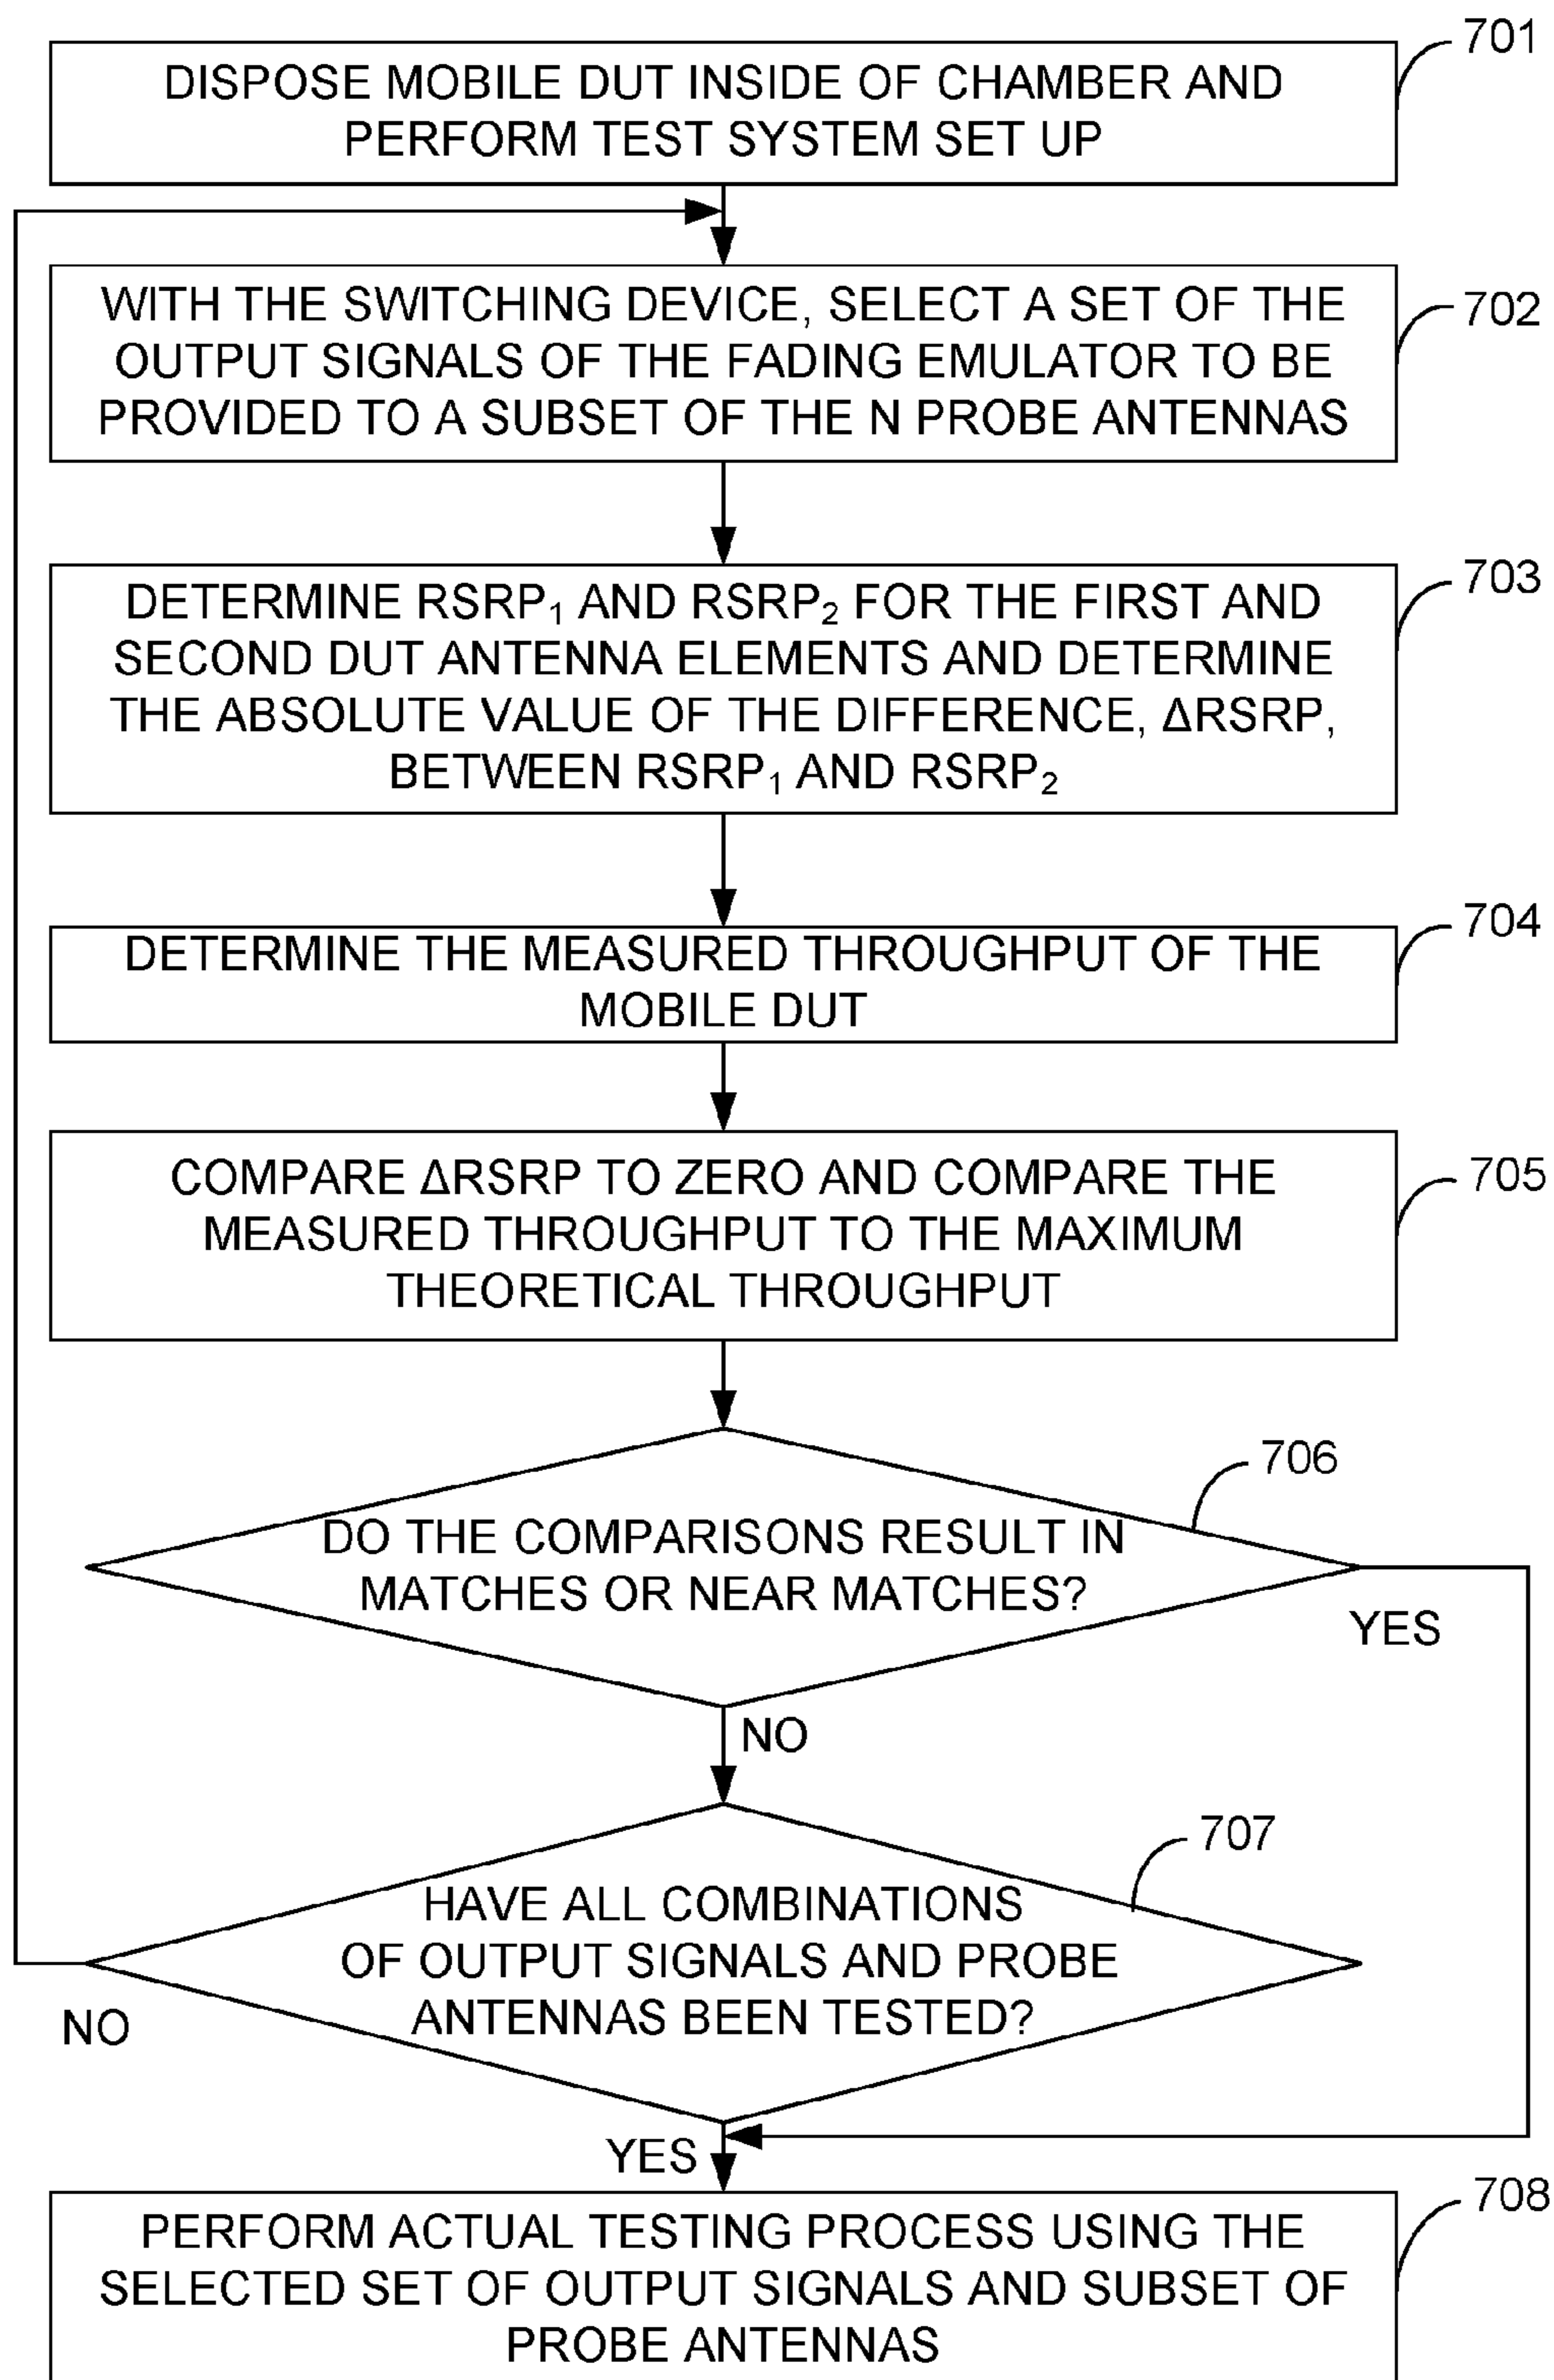 701
DISPOSE MOBILE DUT INSIDE OF CHAMBER AND
PERFORM TEST SYSTEM SET UP
702
WITH THE SWITCHING DEVICE, SELECT A SET OF THE
OUTPUT SIGNALS OF THE FADING EMULATOR TO BE
PROVIDED TO A SUBSET OF THE N PROBE ANTENNAS
703
DETERMINE RSRP₁ AND RSRP₂ FOR THE FIRST AND
SECOND DUT ANTENNA ELEMENTS AND DETERMINE
THE ABSOLUTE VALUE OF THE DIFFERENCE, ΔRSRP,
BETWEEN RSRP₁ AND RSRP₂
704
DETERMINE THE MEASURED THROUGHPUT OF THE
MOBILE DUT
705
COMPARE ΔRSRP TO ZERO AND COMPARE THE
MEASURED THROUGHPUT TO THE MAXIMUM
THEORETICAL THROUGHPUT
706
DO THE COMPARISONS RESULT IN
MATCHES OR NEAR MATCHES?
YES
NO
707
HAVE ALL COMBINATIONS
OF OUTPUT SIGNALS AND PROBE
ANTENNAS BEEN TESTED?
NO
YES
708
PERFORM ACTUAL TESTING PROCESS USING THE
SELECTED SET OF OUTPUT SIGNALS AND SUBSET OF
PROBE ANTENNAS